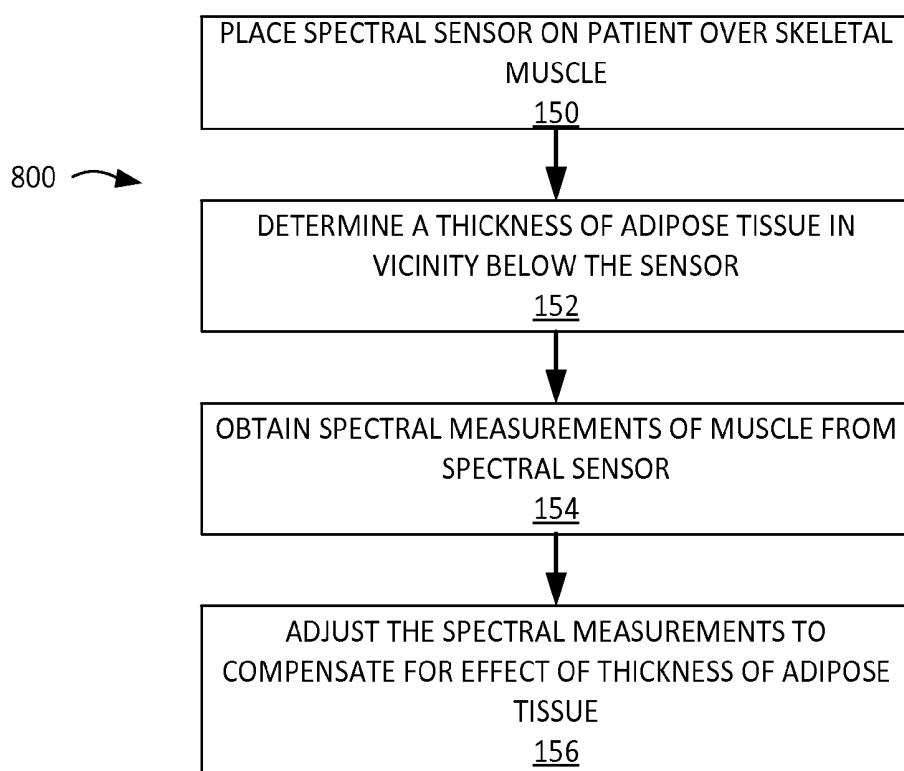 PLACE SPECTRAL SENSOR ON PATIENT OVER SKELETAL
MUSCLE
150
800
DETERMINE A THICKNESS OF ADIPOSE TISSUE IN
VICINITY BELOW THE SENSOR
152
OBTAIN SPECTRAL MEASUREMENTS OF MUSCLE FROM
SPECTRAL SENSOR
154
ADJUST THE SPECTRAL MEASUREMENTS TO
COMPENSATE FOR EFFECT OF THICKNESS OF ADIPOSE
TISSUE
156